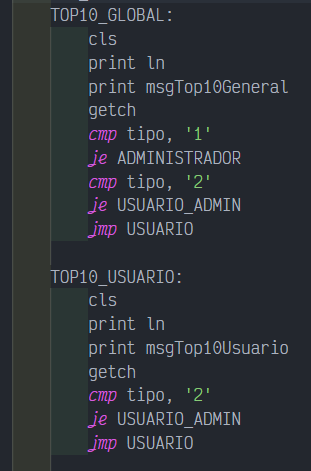 TOP10_GLOBAL:
cls
print ln
print msgTop10General
getch
cmp tipo, '1'
je ADMINISTRADOR
cmp tipo, '2'
je USUARIO_ADMIN
jmp USUARIO
TOP10_USUARIO:
cls
print ln
print msgTop10Usuario
getch
cmp tipo, '2'
je USUARIO_ADMIN
jmp USUARIO